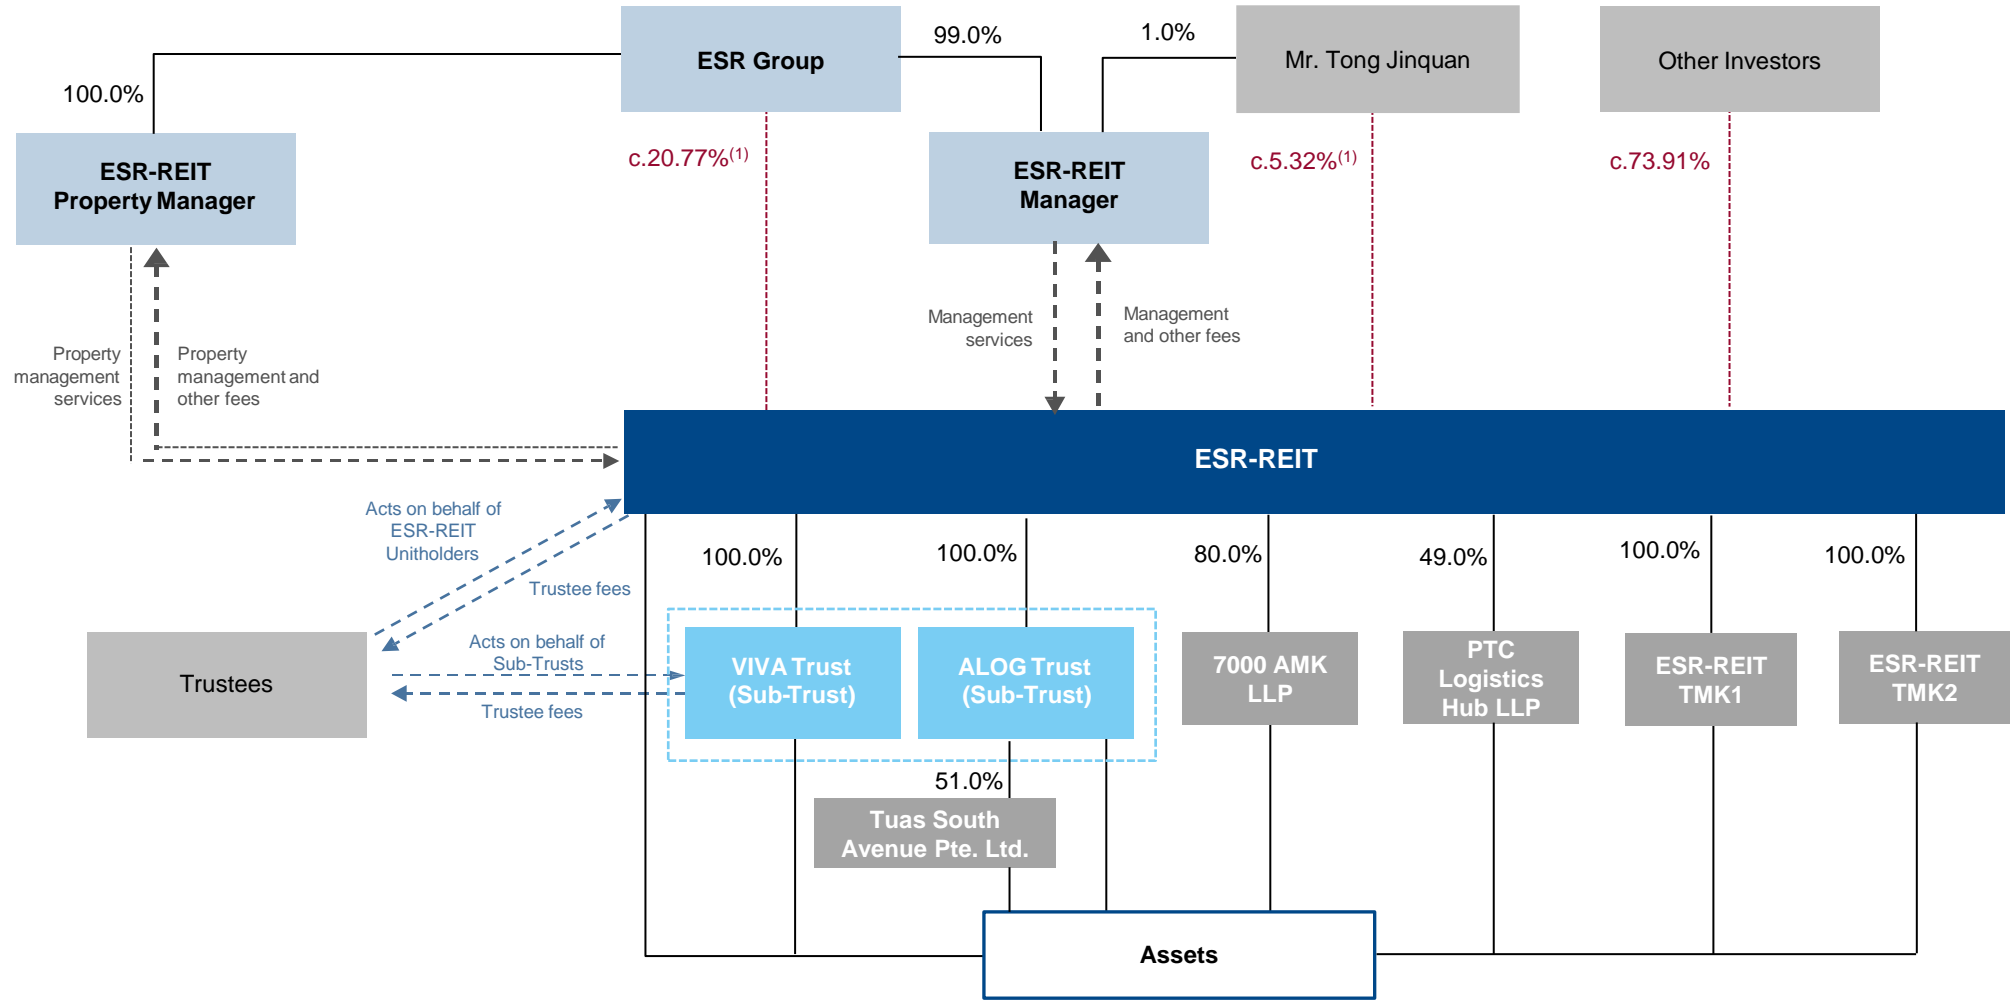 99.0%
1.0%
ESR Group
Mr. Tong Jinquan
Other Investors
100.0%
ESR-REIT
Property Manager
c.20.77%(1)
ESR-REIT
Manager
c.5.32%(1)
c.73.91%
Property
management
services
Property
management and
other fees
Management
services
Management
and other fees
ESR-REIT
Acts on behalf of
ESR-REIT
Unitholders
Trustee fees
100.0%
100.0%
80.0%
49.0%
100.0%
100.0%
Trustees
Acts on behalf of
Sub-Trusts
Trustee fees
VIVA Trust
(Sub-Trust)
ALOG Trust
(Sub-Trust)
7000 AMK
LLP
PTC
Logistics
Hub LLP
ESR-REIT
TMK1
ESR-REIT
TMK2
51.0%
Tuas South
Avenue Pte. Ltd.
Assets